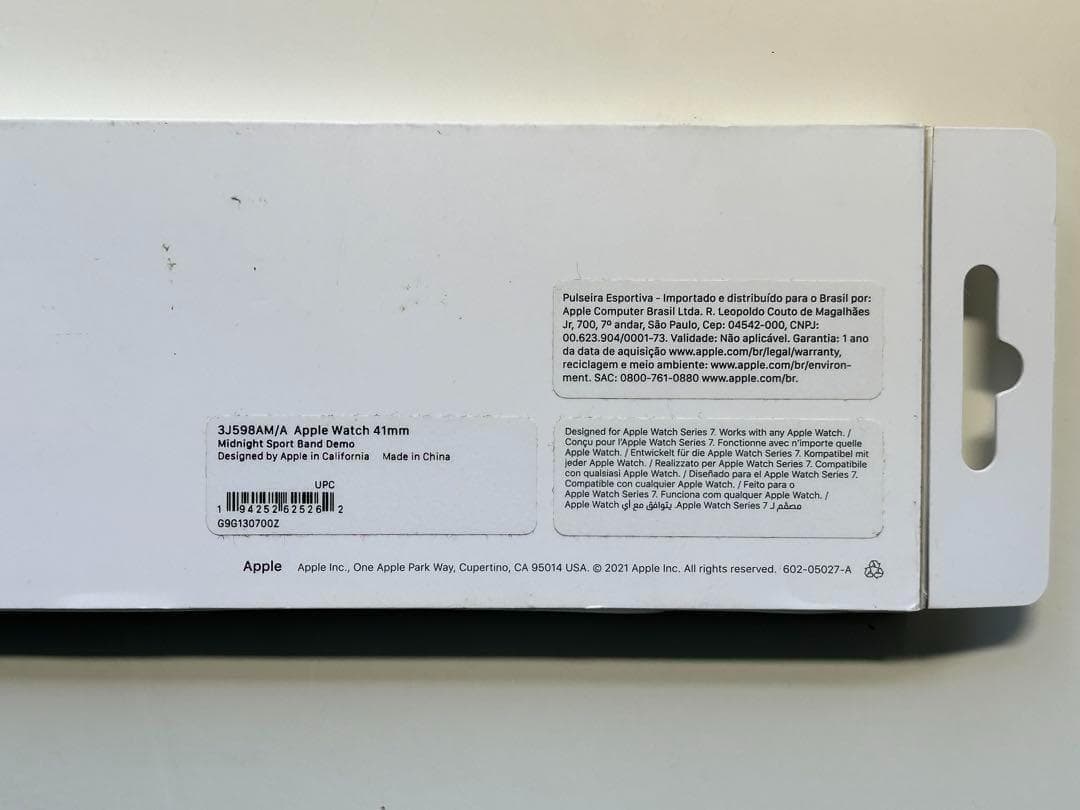 Pulseira Esportiva - Importado e distribuído para o Brasil por:
Apple Computer Brasil Ltda. R. Leopoldo Couto de Magalhães
Jr, 700, 7º andar, São Paulo, Cep: 04542-000, CNPJ:
00.623.904/0001-73. Validade: Não aplicável. Garantia: 1 ano
da data de aquisição www.apple.com/br/legal/warranty,
reciclagem e meio ambiente: www.apple.com/br/environ-
ment. SAC: 0800-761-0880 www.apple.com/br.
3J598AM/A Apple Watch 41mm
Midnight Sport Band Demo
Designed by Apple in California Made in China
UPC
1 94252 62526 2
G9G130700Z
Designed for Apple Watch Series 7. Works with any Apple Watch. /
Conçu pour l'Apple Watch Series 7. Fonctionne avec n'importe quelle
Apple Watch. / Entwickelt für die Apple Watch Series 7. Kompatibel mit
jeder Apple Watch. / Realizzato per Apple Watch Series 7. Compatibile
con qualsiasi Apple Watch. / Diseñado para el Apple Watch Series 7.
Compatible con cualquier Apple Watch. / Feito para o
Apple Watch Series 7. Funciona com qualquer Apple Watch. /
مصمّم لـ Apple Watch Series 7. يتوافق مع أي Apple Watch
Apple Apple Inc., One Apple Park Way, Cupertino, CA 95014 USA. © 2021 Apple Inc. All rights reserved. 602-05027-A